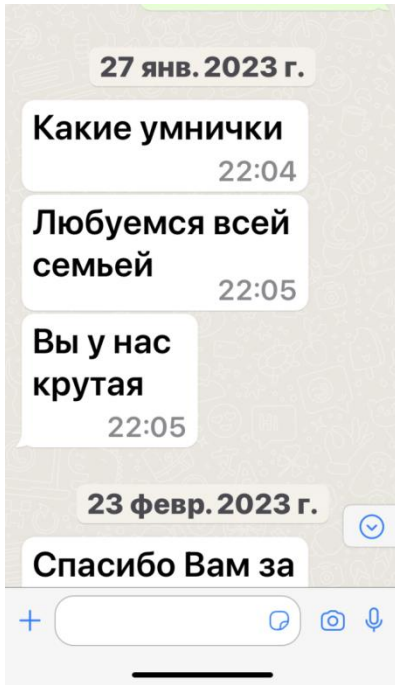 27 янв. 2023 г.
Какие умнички
22:04
Любуемся всей
семьей
22:05
Вы у нас
крутая
22:05
23 февр. 2023 г.
Спасибо Вам за